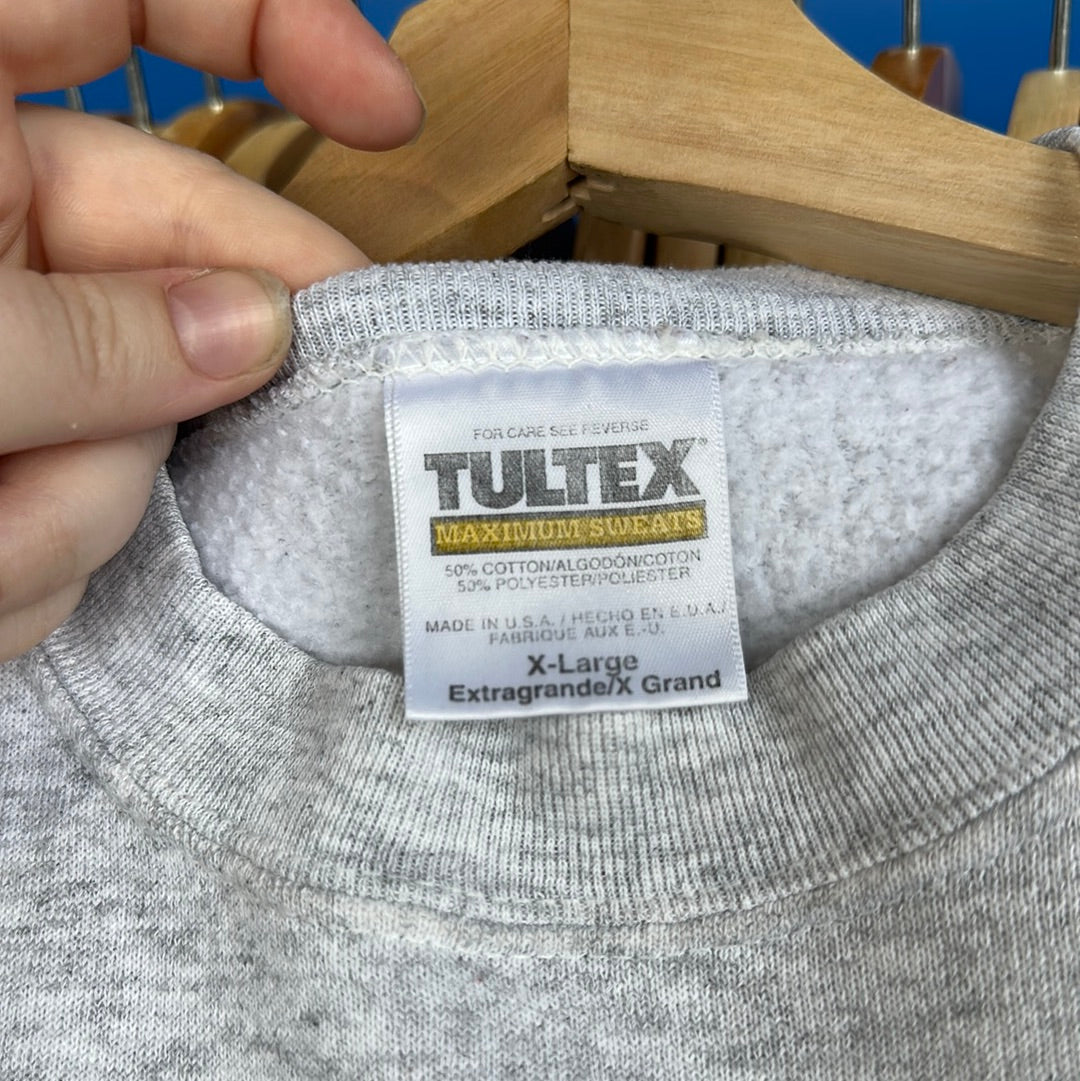 FOR CARE SEE REVERSE
TULTEX®
MAXIMUM SWEATS
50% COTTON/ALGODÓN/COTON
50% POLYESTER/POLIESTER
MADE IN U.S.A. / HECHO EN E.U.A./
FABRIQUE AUX E.-U.
X-Large
Extragrande/X Grand